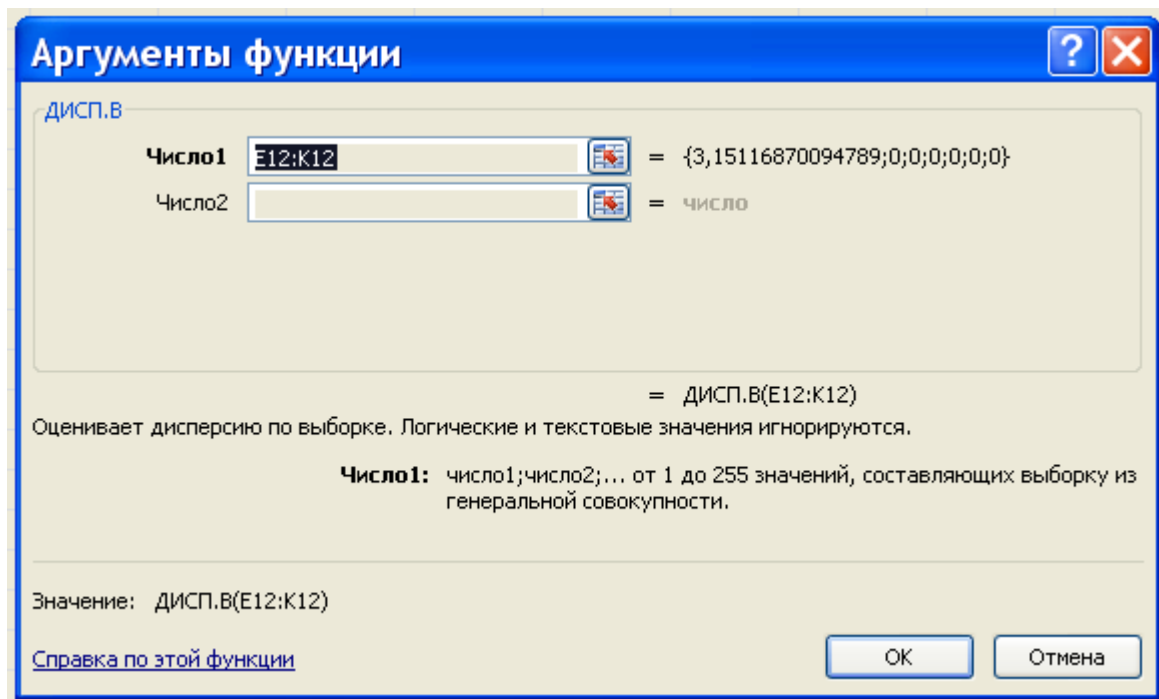 Аргументы функции
ДИСП.В
Число1 E12:K12 = {3,15116870094789;0;0;0;0;0;0}
Число2 = число
= ДИСП.В(E12:K12)
Оценивает дисперсию по выборке. Логические и текстовые значения игнорируются.
Число1: число1;число2;... от 1 до 255 значений, составляющих выборку из
генеральной совокупности.
Значение: ДИСП.В(E12:K12)
Справка по этой функции
ОК
Отмена